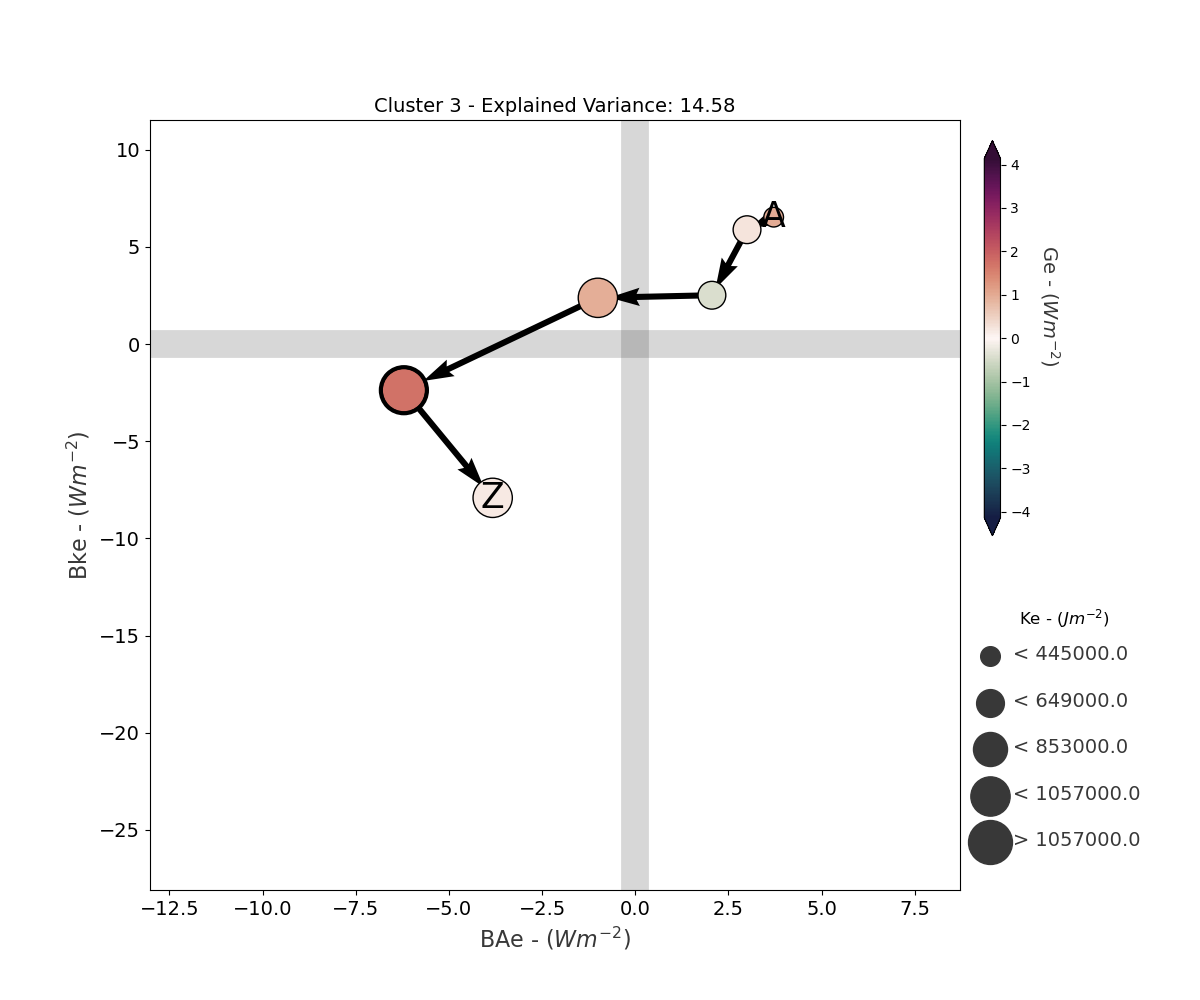 Cluster 3 - Explained Variance: 14.58
10
5
0
−5
−10
−15
−20
−25
Bke - (Wm⁻²)
A
Z
−12.5 −10.0 −7.5 −5.0 −2.5 0.0 2.5 5.0 7.5
BAe - (Wm⁻²)
4
3
2
1
0
−1
−2
−3
−4
Ge - (Wm⁻²)
Ke - (Jm⁻²)
< 445000.0
< 649000.0
< 853000.0
< 1057000.0
> 1057000.0